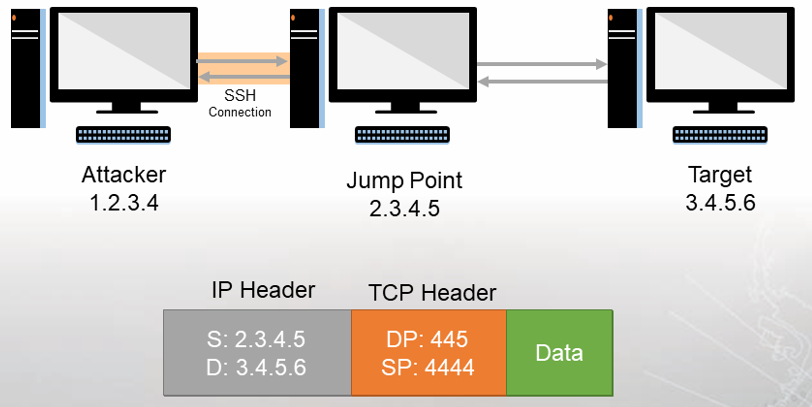 SSH
Connection
Attacker
1.2.3.4
Jump Point
2.3.4.5
Target
3.4.5.6
IP Header
TCP Header
S: 2.3.4.5
D: 3.4.5.6
DP: 445
SP: 4444
Data